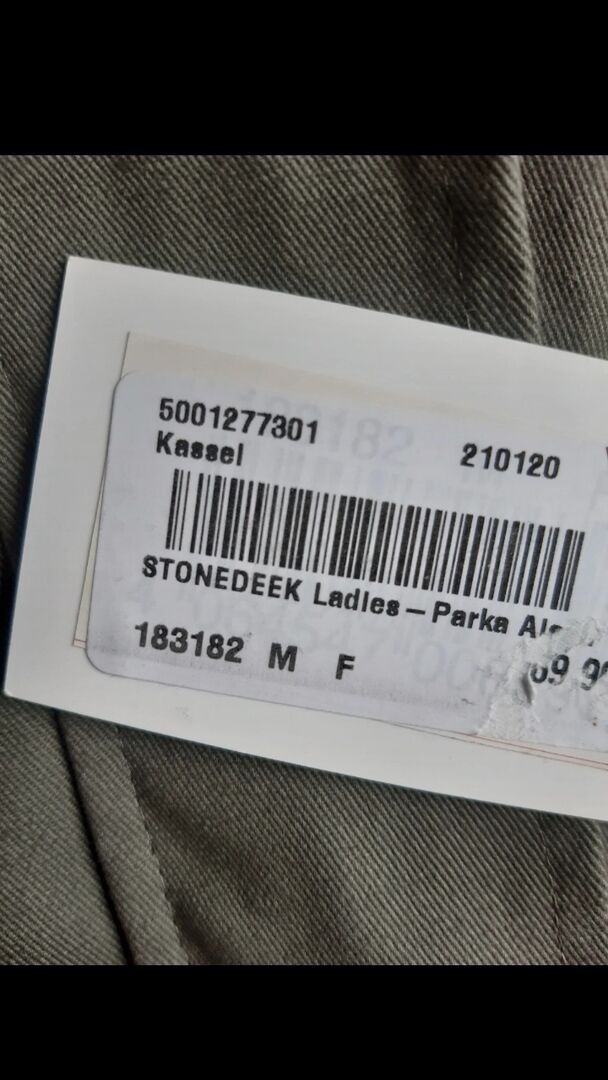 5001277301
Kassel 210120
STONEDEEK Ladies-Parka
183182 M F